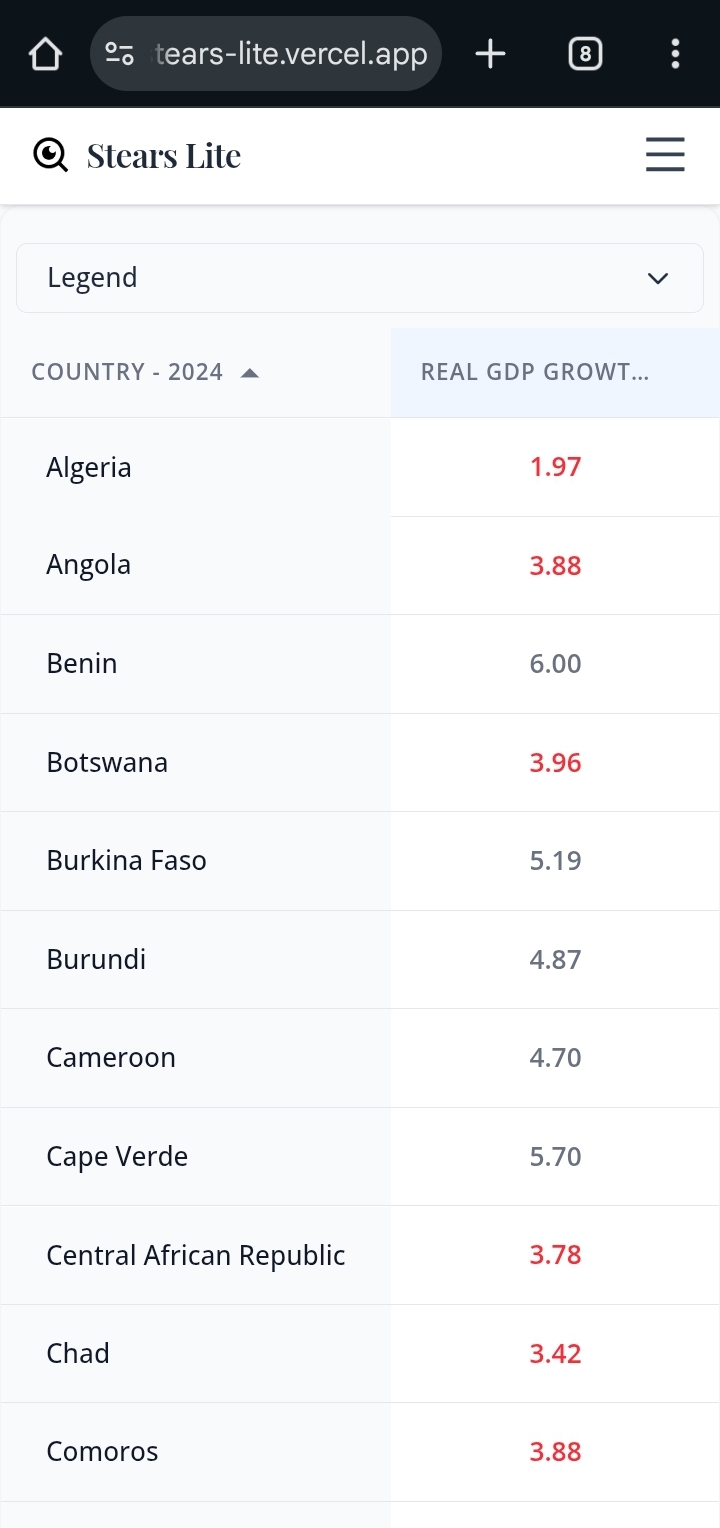 tears-lite.vercel.app
8
Stears Lite
Legend
COUNTRY - 2024 REAL GDP GROWT...
Algeria 1.97
Angola 3.88
Benin 6.00
Botswana 3.96
Burkina Faso 5.19
Burundi 4.87
Cameroon 4.70
Cape Verde 5.70
Central African Republic 3.78
Chad 3.42
Comoros 3.88